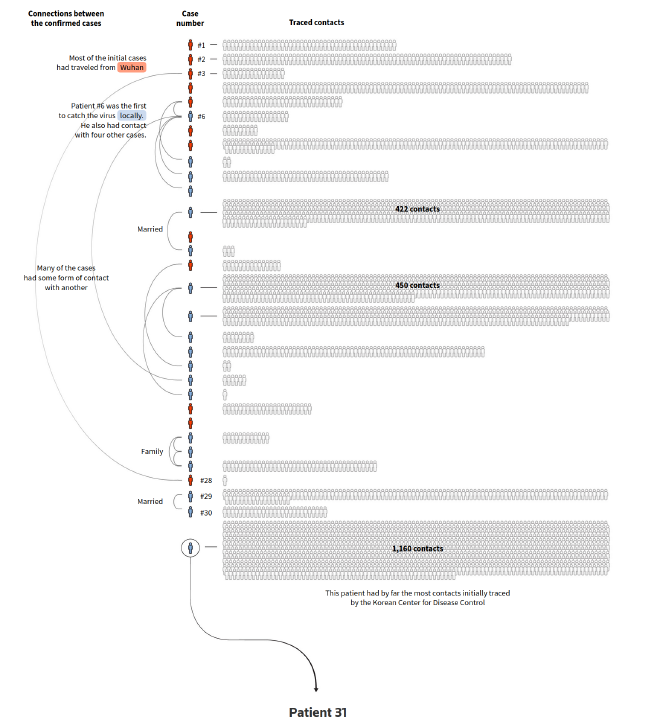 Connections between
the confirmed cases
Case
number
Traced contacts
#1
#2
Most of the initial cases
had traveled from Wuhan
#3
Patient #6 was the first
to catch the virus locally.
He also had contact
with four other cases.
#6
422 contacts
Married
Many of the cases
had some form of contact
with another
450 contacts
Family
#28
Married
#29
#30
1,160 contacts
This patient had by far the most contacts initially traced
by the Korean Center for Disease Control
Patient 31